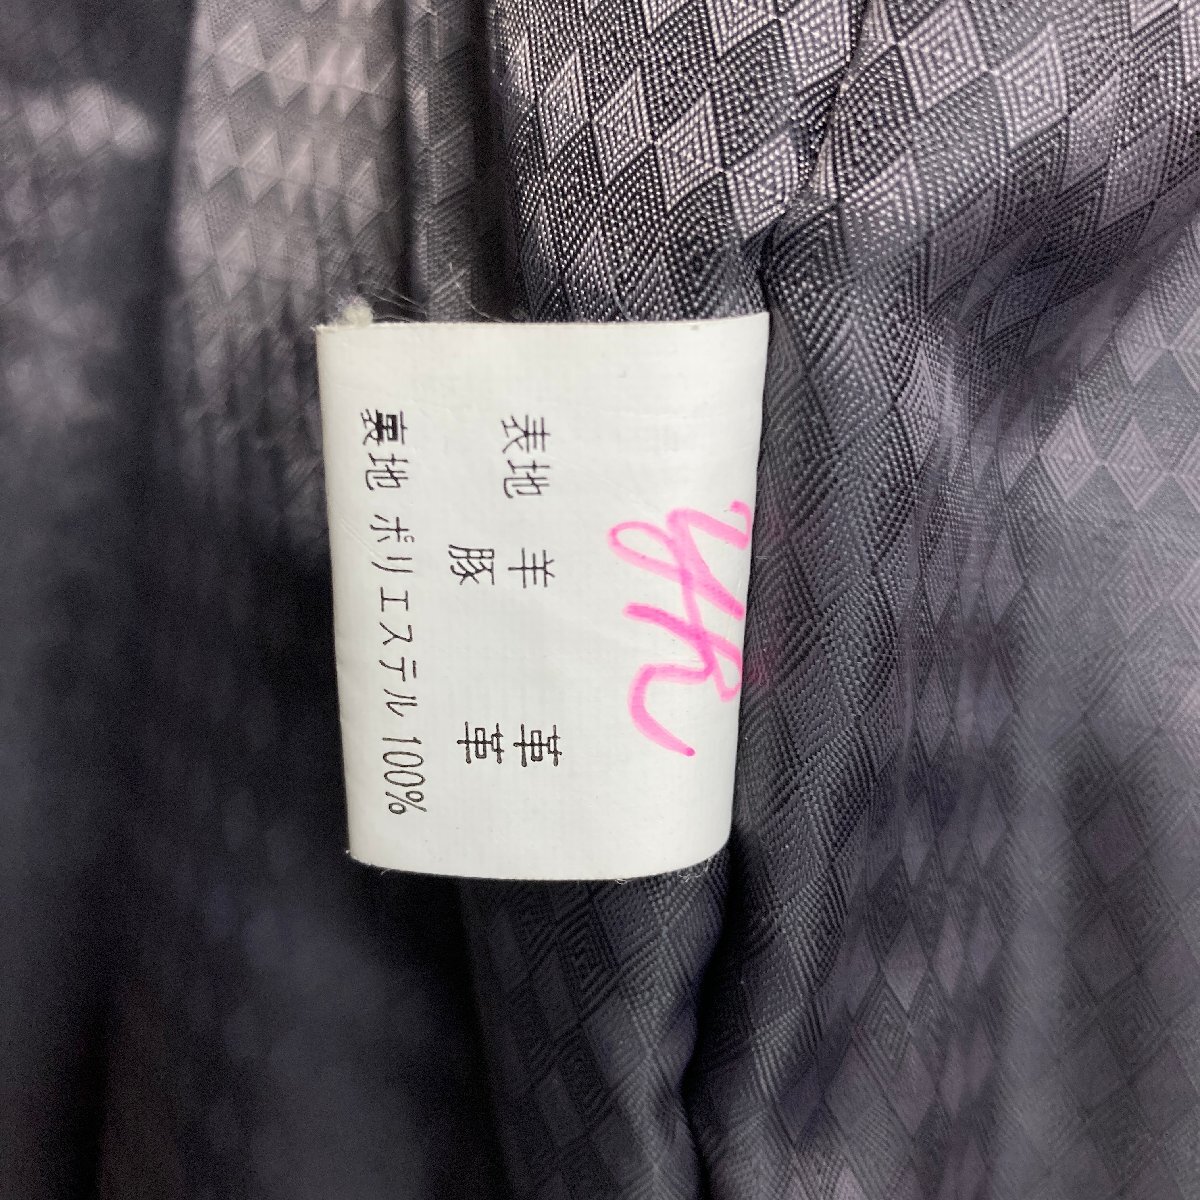 表地 羊 革
豚 革
裏地 ポリエステル 100%